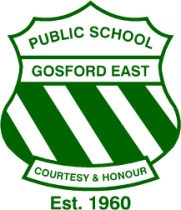 PUBLIC SCHOOL
GOSFORD EAST
COURTESY & HONOUR
Est. 1960